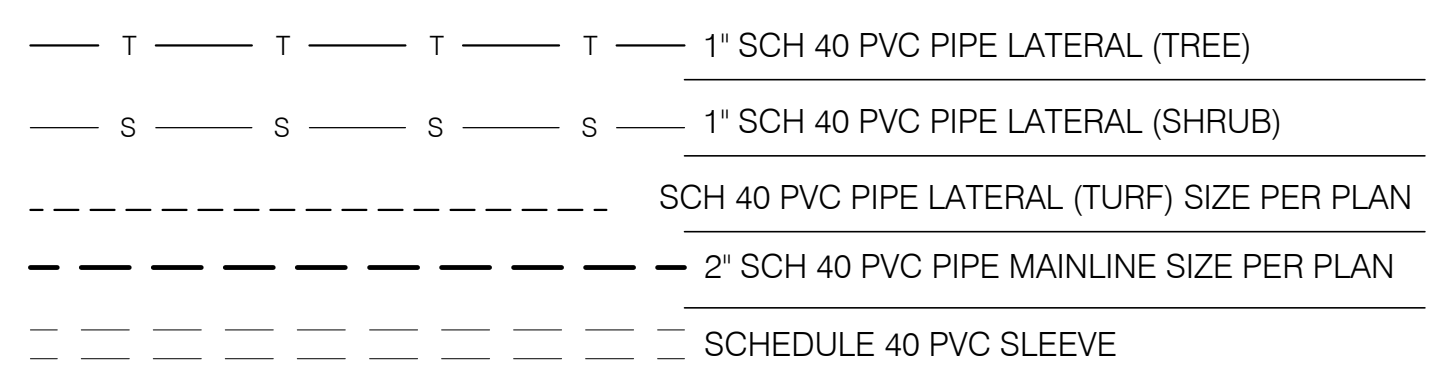 T T T T 1" SCH 40 PVC PIPE LATERAL (TREE)
S S S S 1" SCH 40 PVC PIPE LATERAL (SHRUB)
SCH 40 PVC PIPE LATERAL (TURF) SIZE PER PLAN
2" SCH 40 PVC PIPE MAINLINE SIZE PER PLAN
SCHEDULE 40 PVC SLEEVE